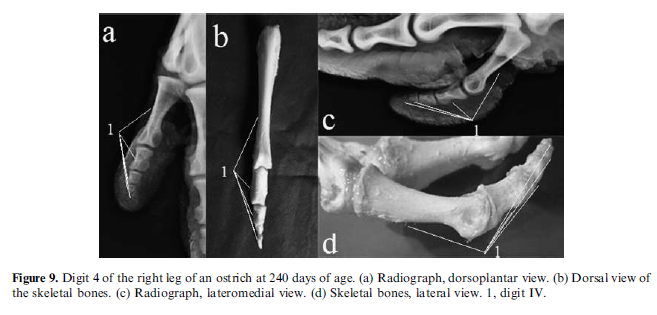 a
b
1
1
c
1
d
1
Figure 9. Digit 4 of the right leg of an ostrich at 240 days of age. (a) Radiograph, dorsoplantar view. (b) Dorsal view of
the skeletal bones. (c) Radiograph, lateromedial view. (d) Skeletal bones, lateral view. 1, digit IV.